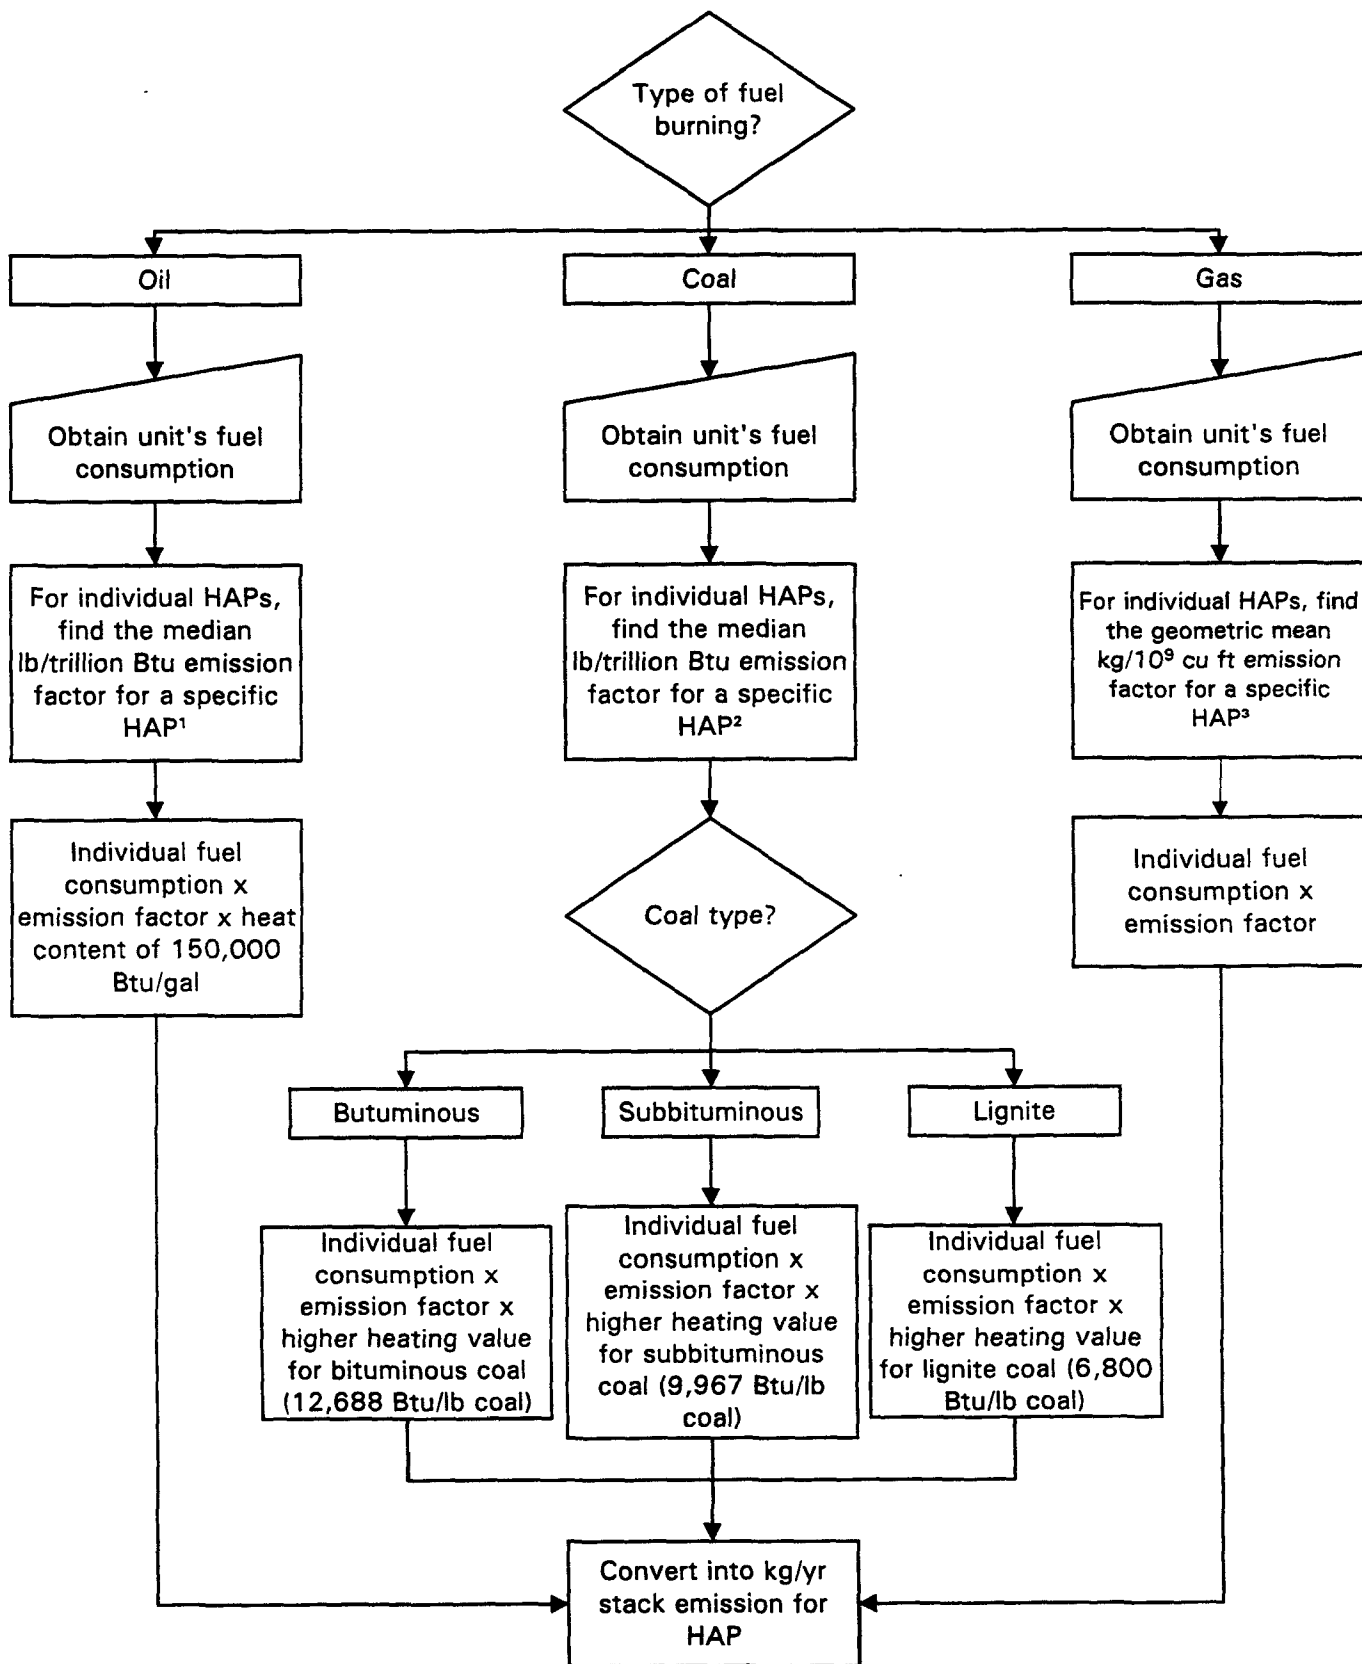 Type of fuel
burning?
Oil
Coal
Gas
Obtain unit's fuel
consumption
Obtain unit's fuel
consumption
Obtain unit's fuel
consumption
For individual HAPs,
find the median
lb/trillion Btu emission
factor for a specific
HAP¹
For individual HAPs,
find the median
lb/trillion Btu emission
factor for a specific
HAP²
For individual HAPs, find
the geometric mean
kg/10⁹ cu ft emission
factor for a specific
HAP³
Individual fuel
consumption x
emission factor x heat
content of 150,000
Btu/gal
Coal type?
Individual fuel
consumption x
emission factor
Butuminous
Subbituminous
Lignite
Individual fuel
consumption x
emission factor x
higher heating value
for bituminous coal
(12,688 Btu/lb coal)
Individual fuel
consumption x
emission factor x
higher heating value
for subbituminous
coal (9,967 Btu/lb
coal)
Individual fuel
consumption x
emission factor x
higher heating value
for lignite coal (6,800
Btu/lb coal)
Convert into kg/yr
stack emission for
HAP